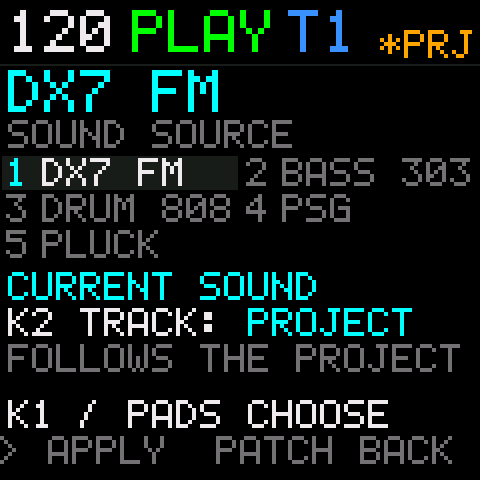 120 PLAY T1 *PRJ
DX7 FM
SOUND SOURCE
1 DX7 FM 2 BASS 303
3 DRUM 808 4 PSG
5 PLUCK
CURRENT SOUND
K2 TRACK: PROJECT
FOLLOWS THE PROJECT
K1 / PADS CHOOSE
> APPLY PATCH BACK